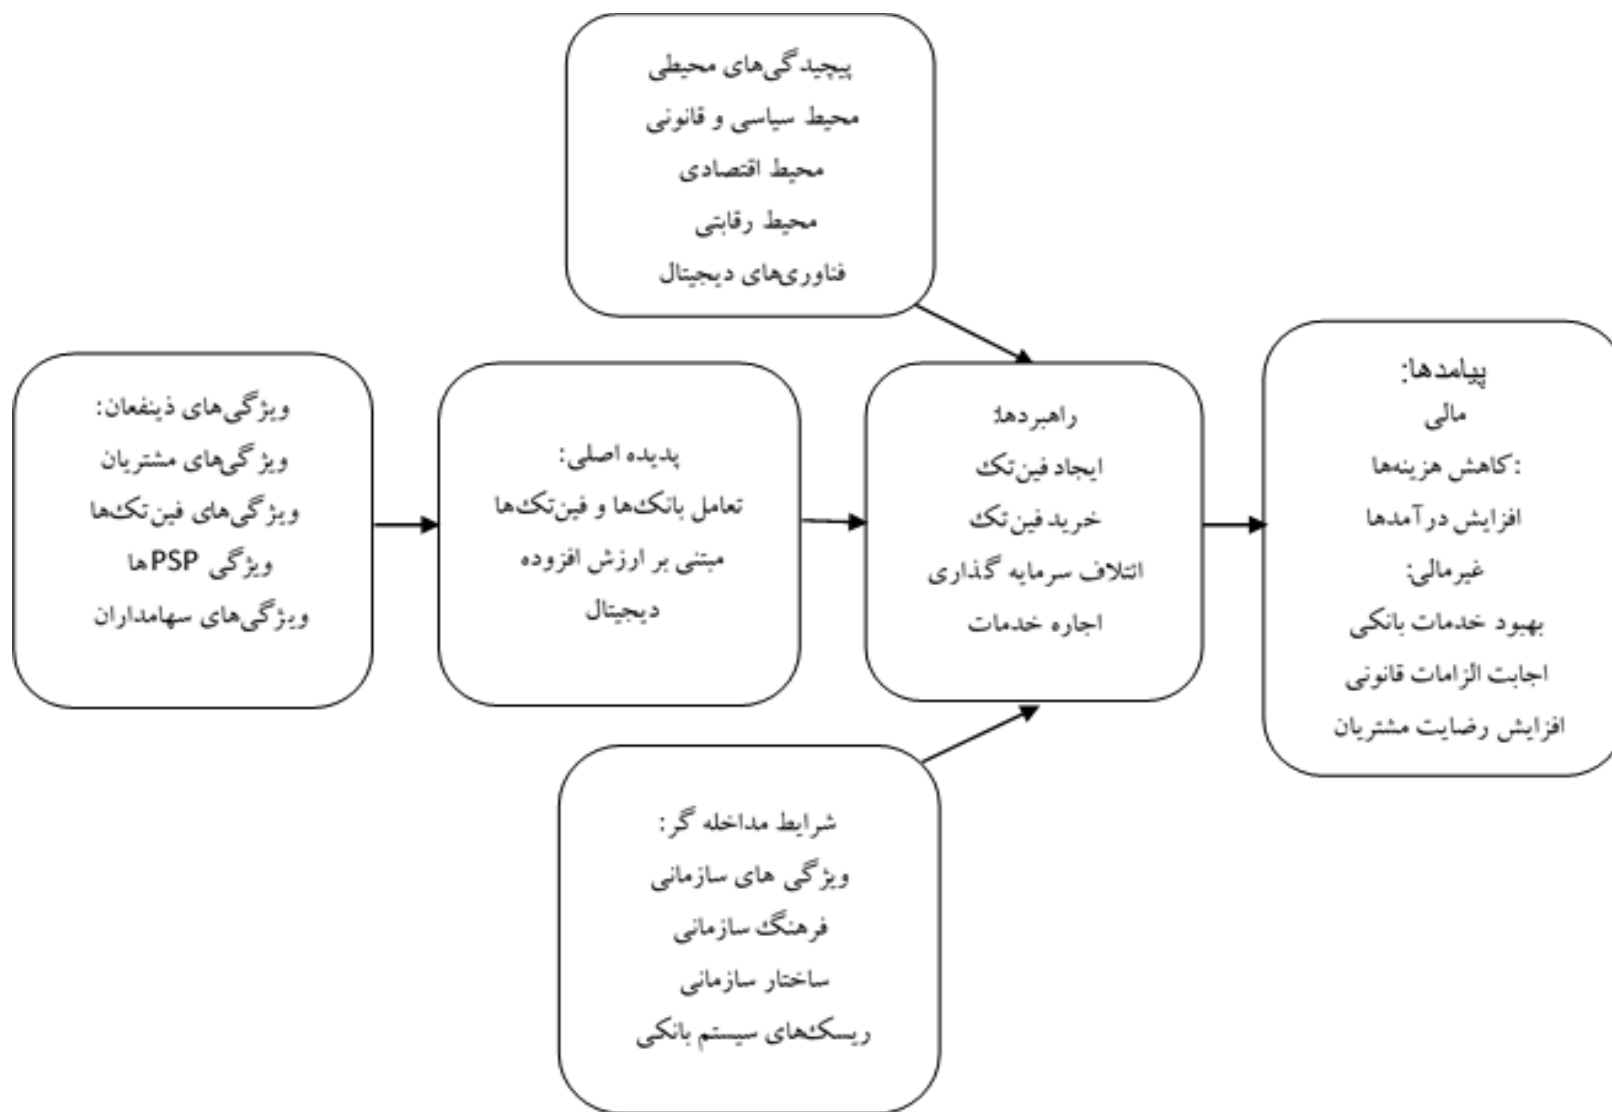 پیچیدگی‌های محیطی
محیط سیاسی و قانونی
محیط اقتصادی
محیط رقابتی
فناوری‌های دیجیتال
ویژگی‌های ذینفعان:
ویژگی‌های مشتریان
ویژگی‌های فین‌تک‌ها
ویژگی PSPها
ویژگی‌های سهامداران
پدیده اصلی:
تعامل بانک‌ها و فین‌تک‌ها
مبتنی بر ارزش افزوده
دیجیتال
راهبردها:
ایجاد فین‌تک
خرید فین‌تک
ائتلاف سرمایه گذاری
اجاره خدمات
پیامدها:
مالی
:کاهش هزینه‌ها
افزایش درآمدها
غیرمالی:
بهبود خدمات بانکی
اجابت الزامات قانونی
افزایش رضایت مشتریان
شرایط مداخله گر:
ویژگی های سازمانی
فرهنگ سازمانی
ساختار سازمانی
ریسک‌های سیستم بانکی